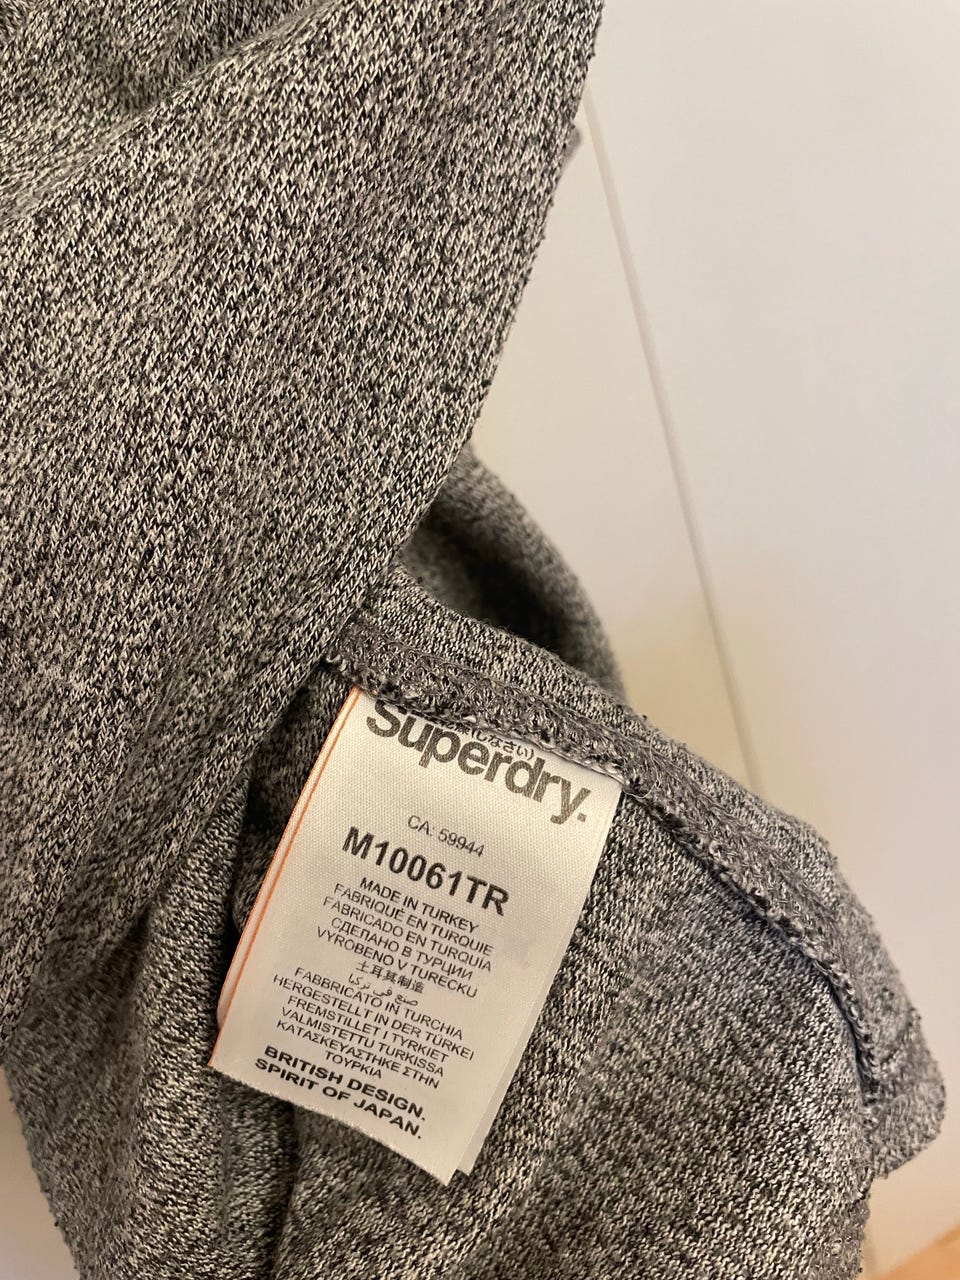 Superdry.
CA: 59944
M10061TR
MADE IN TURKEY
FABRIQUÉ EN TURQUIE
FABRICADO EN TURQUIA
СДЕЛАНО В ТУРЦИИ
VYROBENO V TURECKU
土耳其制造
صنع في تركيا
FABBRICATO IN TURCHIA
HERGESTELLT IN DER TÜRKEI
FREMSTILLET I TYRKIET
VALMISTETTU TURKISSA
ΚΑΤΑΣΚΕΥΑΣΤΗΚΕ ΣΤΗΝ
ΤΟΥΡΚΙΑ
BRITISH DESIGN.
SPIRIT OF JAPAN.